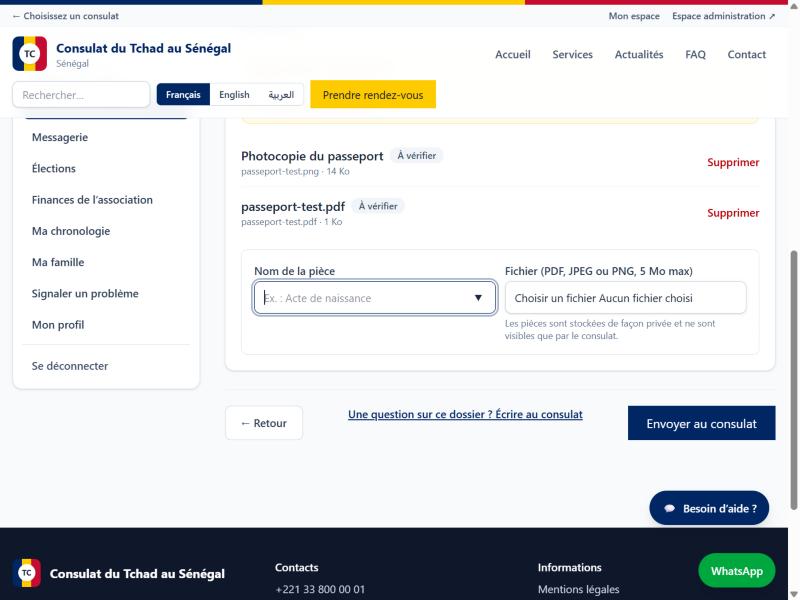 ← Choisissez un consulat
Mon espace
Espace administration ↗
TC
Consulat du Tchad au Sénégal
Sénégal
Accueil
Services
Actualités
FAQ
Contact
Rechercher...
Français
English
العربية
Prendre rendez-vous
Messagerie
Élections
Finances de l'association
Ma chronologie
Ma famille
Signaler un problème
Mon profil
Se déconnecter
Photocopie du passeport
À vérifier
passeport-test.png · 14 Ko
Supprimer
passeport-test.pdf
À vérifier
passeport-test.pdf · 1 Ko
Supprimer
Nom de la pièce
Ex. : Acte de naissance
Fichier (PDF, JPEG ou PNG, 5 Mo max)
Choisir un fichier Aucun fichier choisi
Les pièces sont stockées de façon privée et ne sont
visibles que par le consulat.
← Retour
Une question sur ce dossier ? Écrire au consulat
Envoyer au consulat
Besoin d'aide ?
TC
Consulat du Tchad au Sénégal
Contacts
+221 33 800 00 01
Informations
Mentions légales
WhatsApp